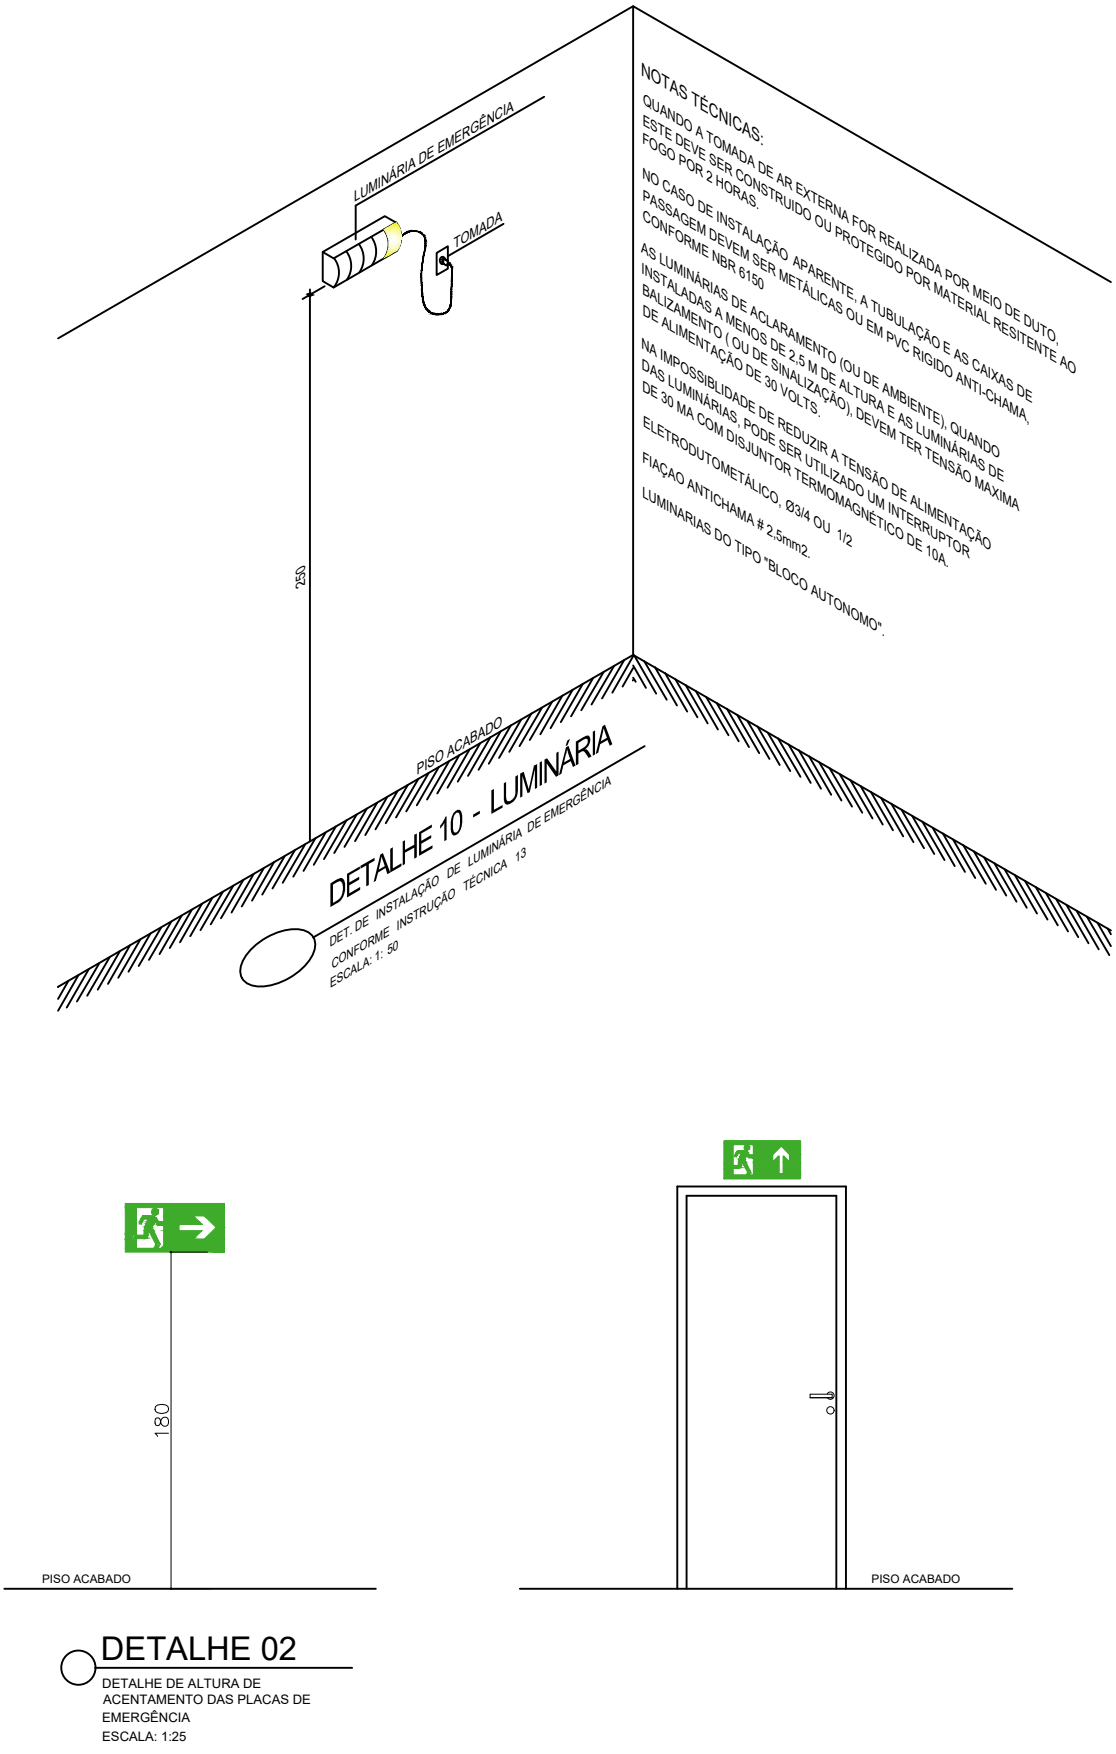 LUMINÁRIA DE EMERGÊNCIA
TOMADA
250
PISO ACABADO
NOTAS TÉCNICAS:
QUANDO A TOMADA DE AR EXTERNA FOR REALIZADA POR MEIO DE DUTO,
ESTE DEVE SER CONSTRUIDO OU PROTEGIDO POR MATERIAL RESITENTE AO
FOGO POR 2 HORAS.
NO CASO DE INSTALAÇÃO APARENTE, A TUBULAÇÃO E AS CAIXAS DE
PASSAGEM DEVEM SER METÁLICAS OU EM PVC RIGIDO ANTI-CHAMA,
CONFORME NBR 6150
AS LUMINÁRIAS DE ACLARAMENTO (OU DE AMBIENTE), QUANDO
INSTALADAS A MENOS DE 2,5 M DE ALTURA E AS LUMINÁRIAS DE
BALIZAMENTO ( OU DE SINALIZAÇÃO), DEVEM TER TENSÃO MAXIMA
DE ALIMENTAÇÃO DE 30 VOLTS.
NA IMPOSSIBLIDADE DE REDUZIR A TENSÃO DE ALIMENTAÇÃO
DAS LUMINÁRIAS, PODE SER UTILIZADO UM INTERRUPTOR
DE 30 MA COM DISJUNTOR TERMOMAGNÉTICO DE 10A.
ELETRODUTOMETÁLICO, Ø3/4 OU 1/2
FIAÇAO ANTICHAMA # 2,5mm2.
LUMINARIAS DO TIPO "BLOCO AUTONOMO".
DETALHE 10 - LUMINÁRIA
DET. DE INSTALAÇÃO DE LUMINÁRIA DE EMERGÊNCIA
CONFORME INSTRUÇÃO TÉCNICA 13
ESCALA: 1: 50
180
PISO ACABADO
PISO ACABADO
DETALHE 02
DETALHE DE ALTURA DE
ACENTAMENTO DAS PLACAS DE
EMERGÊNCIA
ESCALA: 1:25